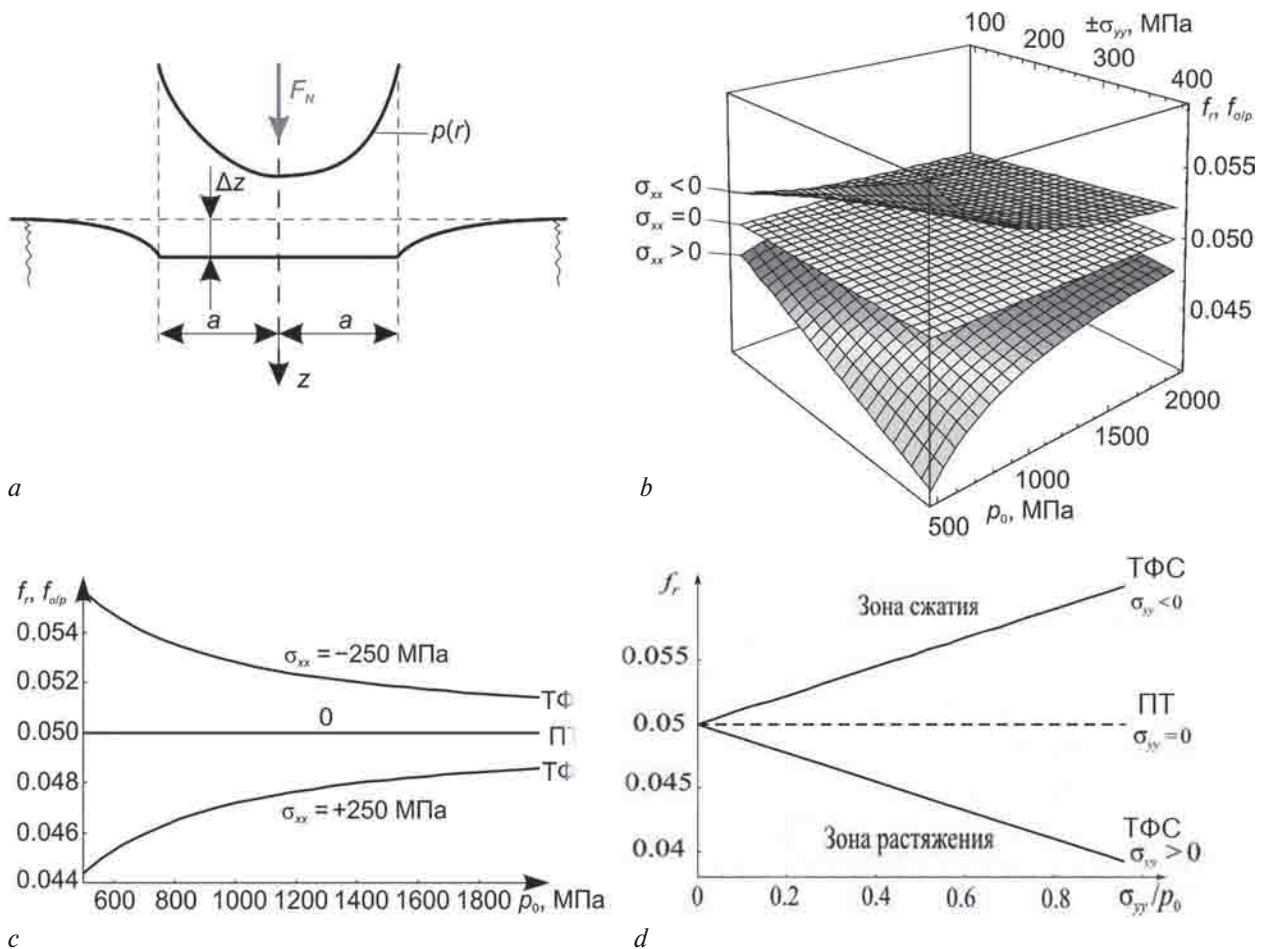 F_N
p(r)
Δz
a
a
z
a
100
±σ_yy, МПа
200
300
400
f_r, f_o/p
0.055
0.050
0.045
σ_xx < 0
σ_xx = 0
σ_xx > 0
2000
1500
1000
500
p_0, МПа
b
f_r, f_o/p
0.054
0.052
0.050
0.048
0.046
0.044
σ_xx = −250 МПа
ТФ
0
ПТ
ТФ
σ_xx = +250 МПа
600 800 1000 1200 1400 1600 1800 p_0, МПа
c
f_r
ТФС
σ_yy < 0
Зона сжатия
0.055
ПТ
0.05
σ_yy = 0
0.045
ТФС
Зона растяжения
σ_yy > 0
0.04
0 0.2 0.4 0.6 0.8 σ_yy/p_0
d